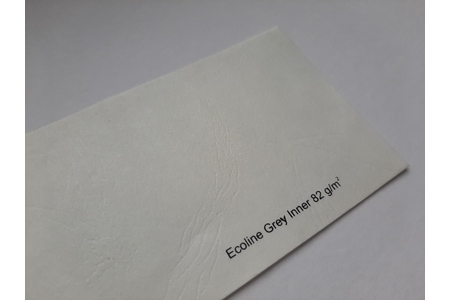 Ecoline Grey Inner 82 g/m²